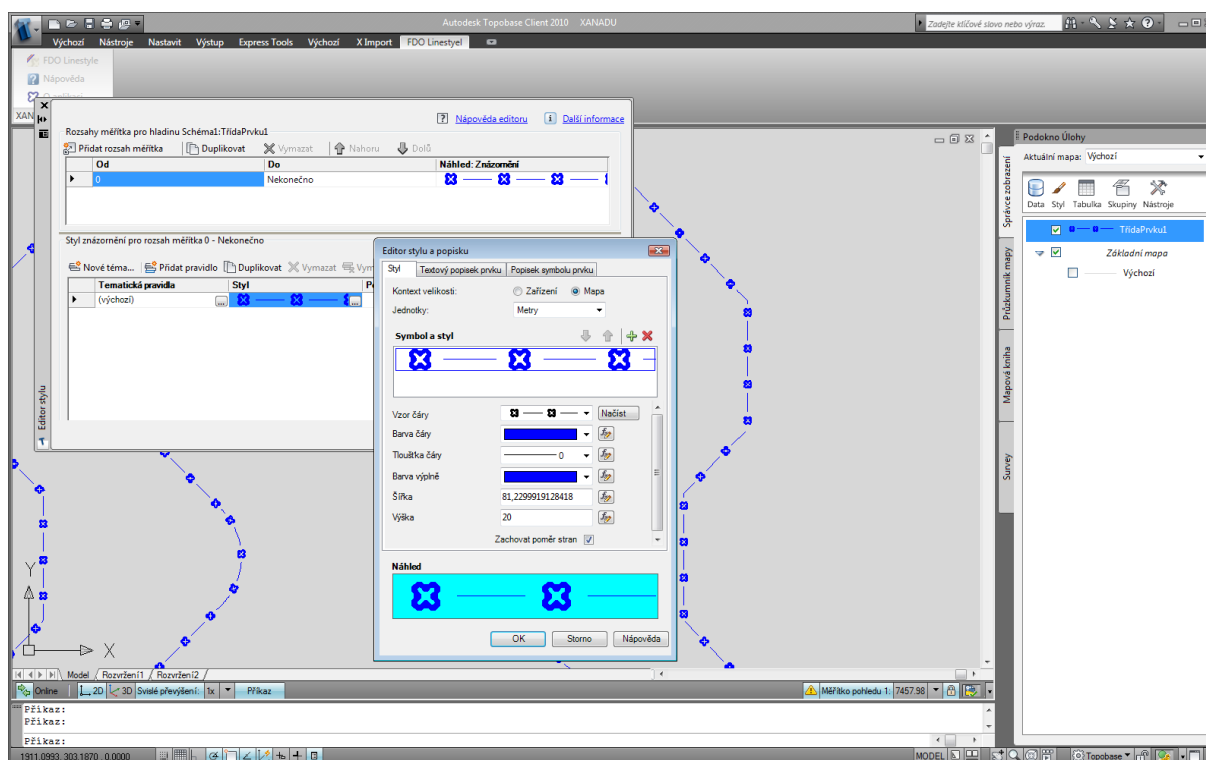 Autodesk Topobase Client 2010 XANADU
Zadejte klíčové slovo nebo výraz.
Výchozí Nástroje Nastavit Výstup Express Tools Výchozí X Import FDO Linestyel
FDO Linestyle
Nápověda
O aplikaci
XAN
Nápověda editoru Další informace
Rozsahy měřítka pro hladinu Schéma1:TřídaPrvku1
Přidat rozsah měřítka Duplikovat Vymazat Nahoru Dolů
Od Do Náhled: Znázornění
0 Nekonečno
Styl znázornění pro rozsah měřítka 0 - Nekonečno
Nové téma... Přidat pravidlo Duplikovat Vymazat Vym
Tematická pravidla Styl P
(výchozí) ... ...
Editor stylu
Editor stylu a popisku
Styl Textový popisek prvku Popisek symbolu prvku
Kontext velikosti: Zařízení Mapa
Jednotky: Metry
Symbol a styl
Vzor čáry Načíst
Barva čáry
Tloušťka čáry 0
Barva výplně
Šířka 81,2299919128418
Výška 20
Zachovat poměr stran
Náhled
OK Storno Nápověda
Podokno Úlohy
Aktuální mapa: Výchozí
Data Styl Tabulka Skupiny Nástroje
TřídaPrvku1
Základní mapa
Výchozí
Správce zobrazení
Průzkumník mapy
Mapová kniha
Survey
Y
X
Model Rozvržení1 Rozvržení2
Online 2D 3D Svislé převýšení: 1x Příkaz
Měřítko pohledu 1: 7457.98
Příkaz:
Příkaz:
Příkaz:
1911.0993, 303.1870 , 0.0000 MODEL Topobase